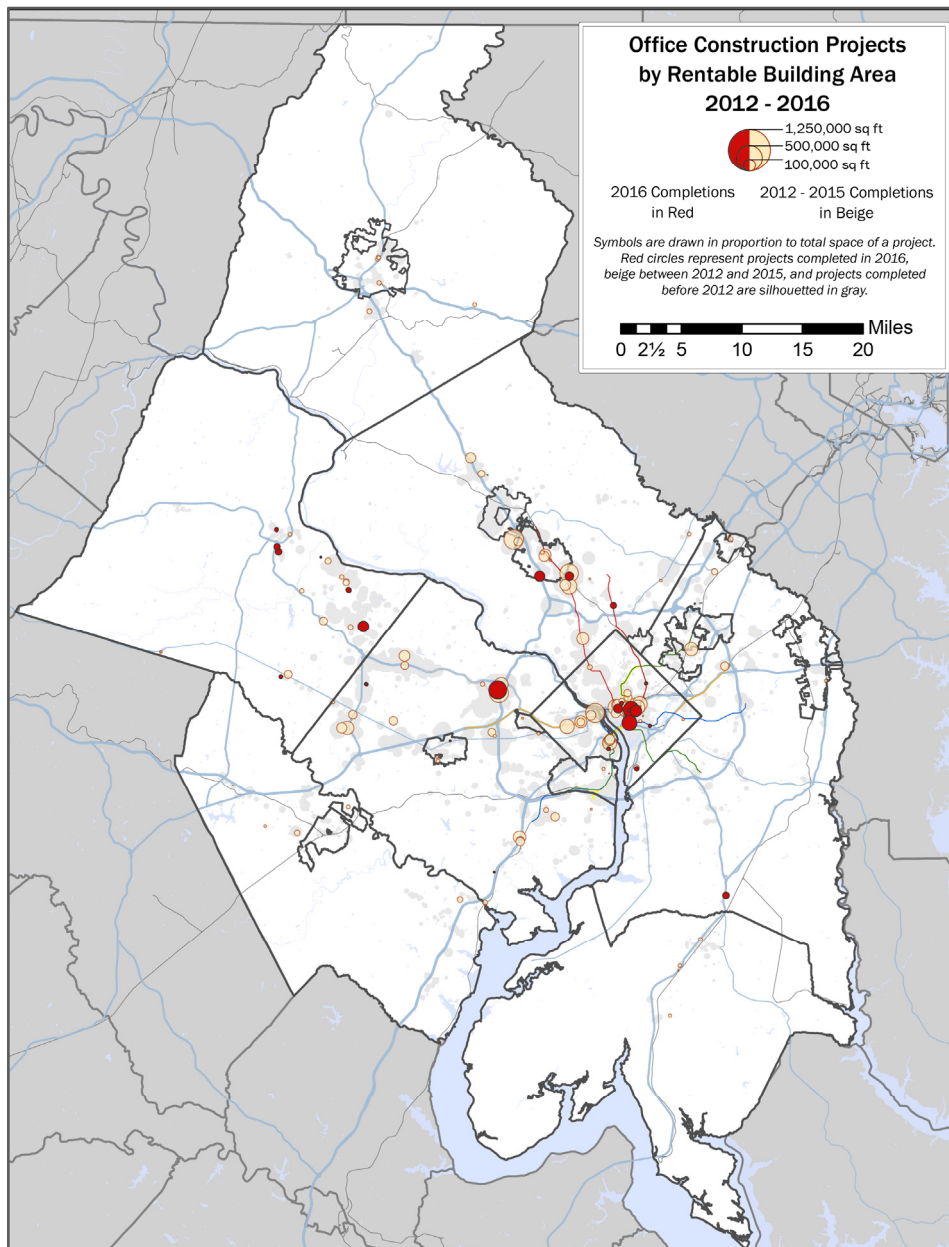 Office Construction Projects
by Rentable Building Area
2012 - 2016
1,250,000 sq ft
500,000 sq ft
100,000 sq ft
2016 Completions
in Red
2012 - 2015 Completions
in Beige
Symbols are drawn in proportion to total space of a project.
Red circles represent projects completed in 2016,
beige between 2012 and 2015, and projects completed
before 2012 are silhouetted in gray.
Miles
0 2½ 5 10 15 20